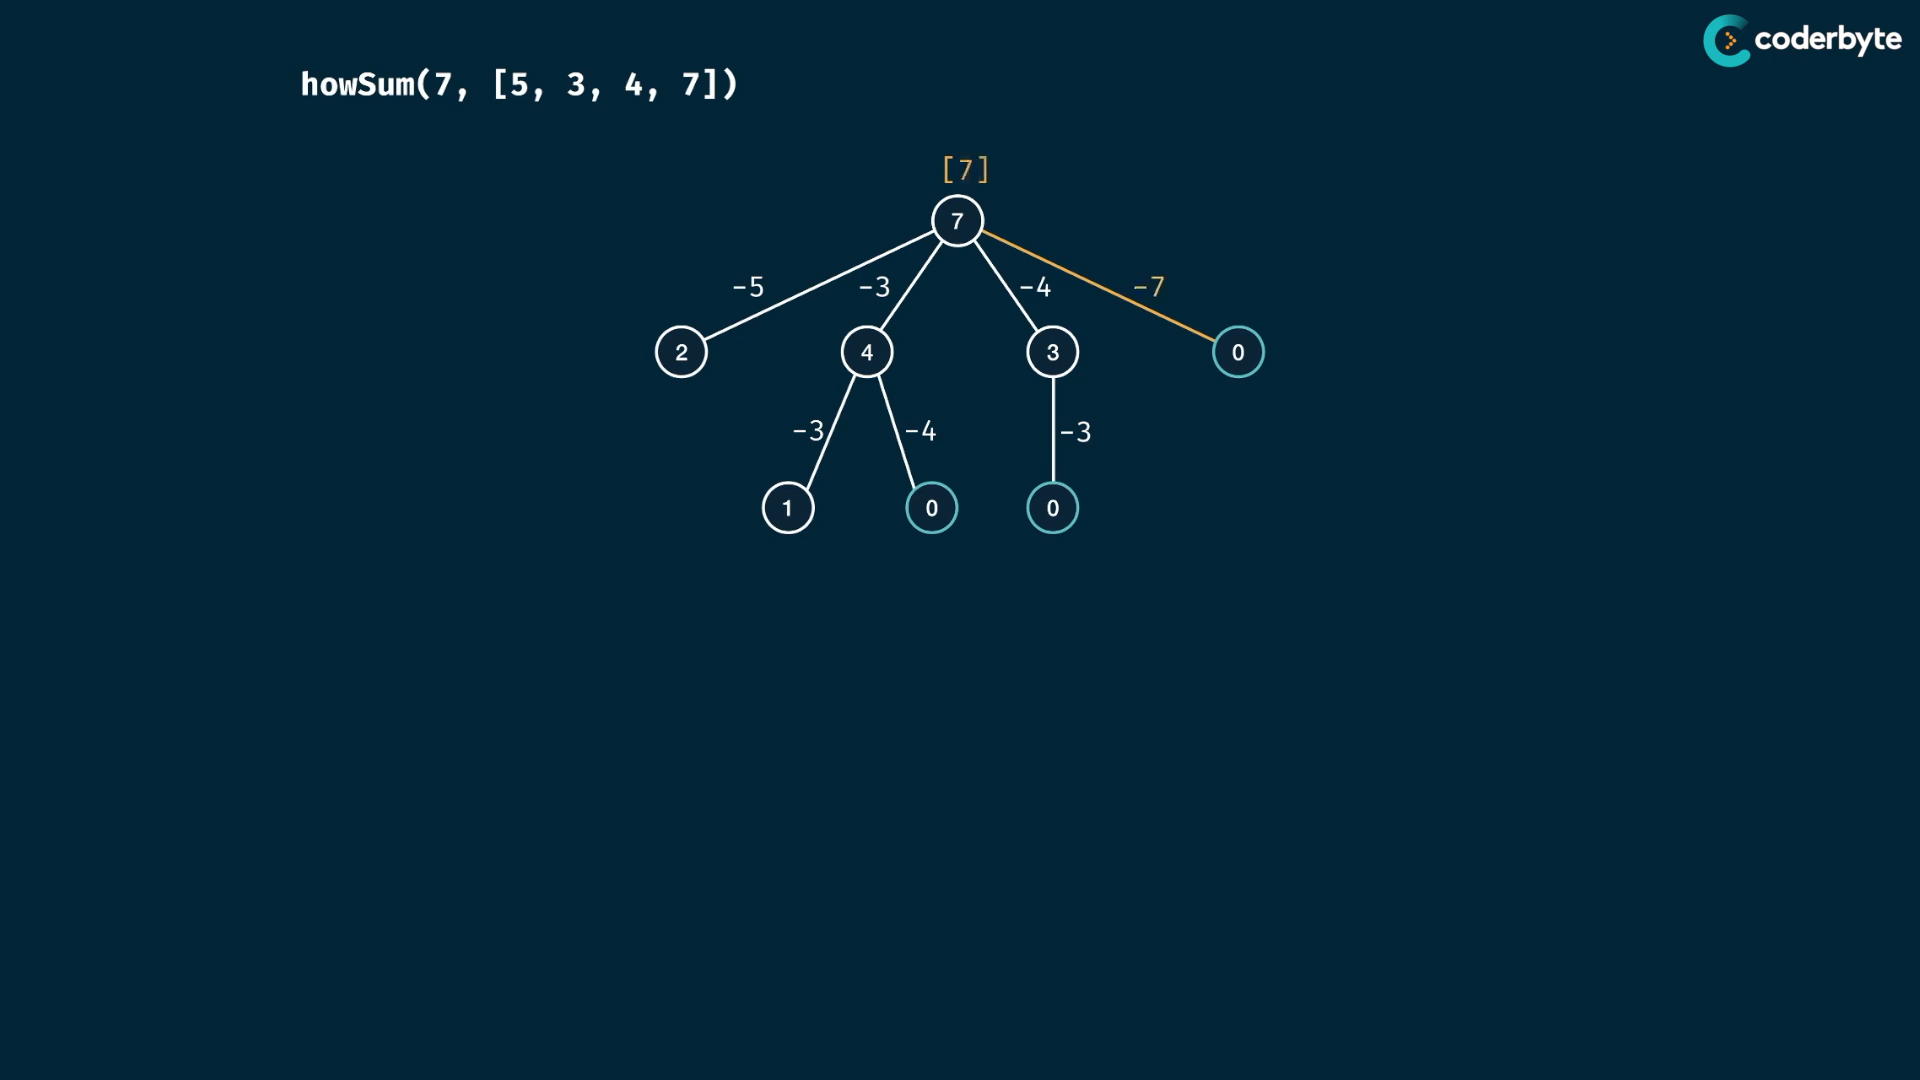 coderbyte
howSum(7, [5, 3, 4, 7])
[7]
7
-5 -3 -4 -7
2 4 3 0
-3 -4 -3
1 0 0